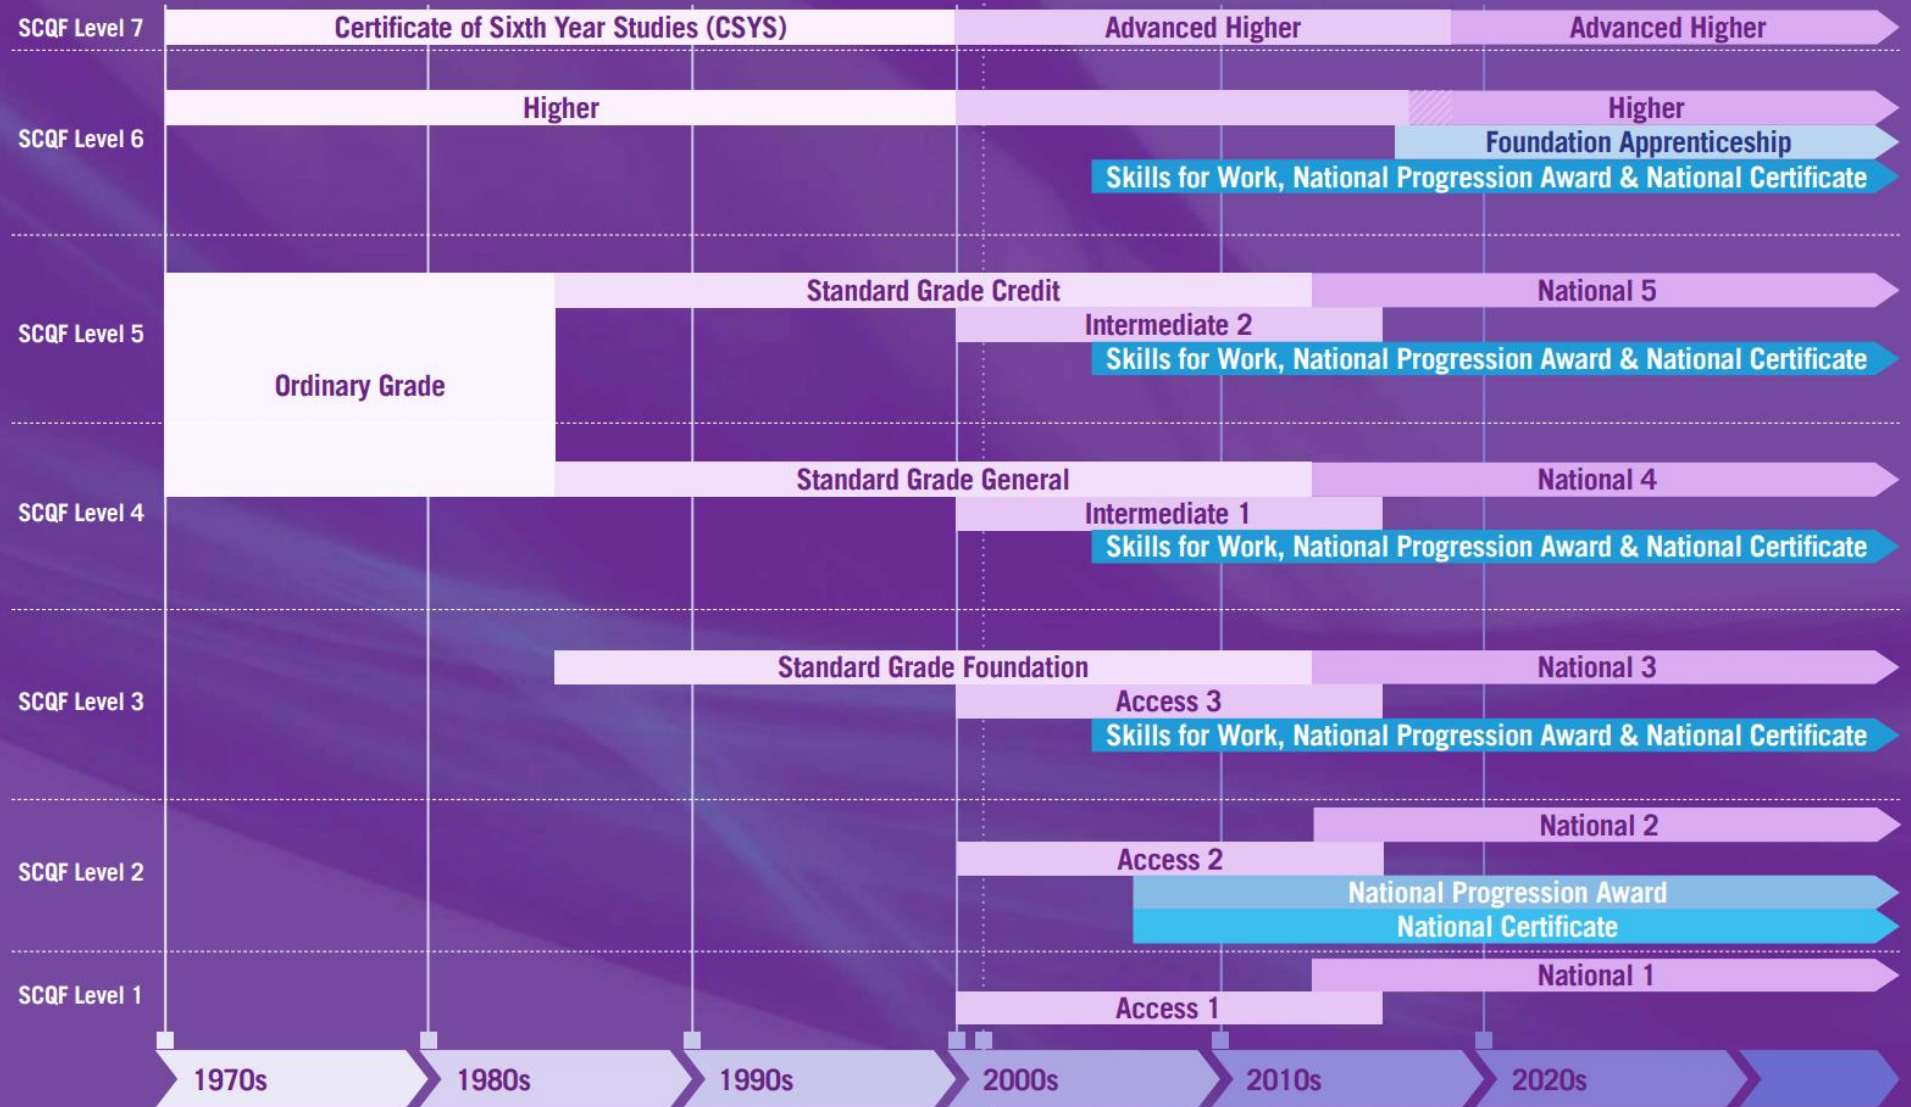 SCQF Level 7
Certificate of Sixth Year Studies (CSYS)
Advanced Higher
Advanced Higher
SCQF Level 6
Higher
Higher
Foundation Apprenticeship
Skills for Work, National Progression Award & National Certificate
SCQF Level 5
Ordinary Grade
Standard Grade Credit
National 5
Intermediate 2
Skills for Work, National Progression Award & National Certificate
SCQF Level 4
Standard Grade General
National 4
Intermediate 1
Skills for Work, National Progression Award & National Certificate
SCQF Level 3
Standard Grade Foundation
National 3
Access 3
Skills for Work, National Progression Award & National Certificate
SCQF Level 2
National 2
Access 2
National Progression Award
National Certificate
SCQF Level 1
National 1
Access 1
1970s
1980s
1990s
2000s
2010s
2020s